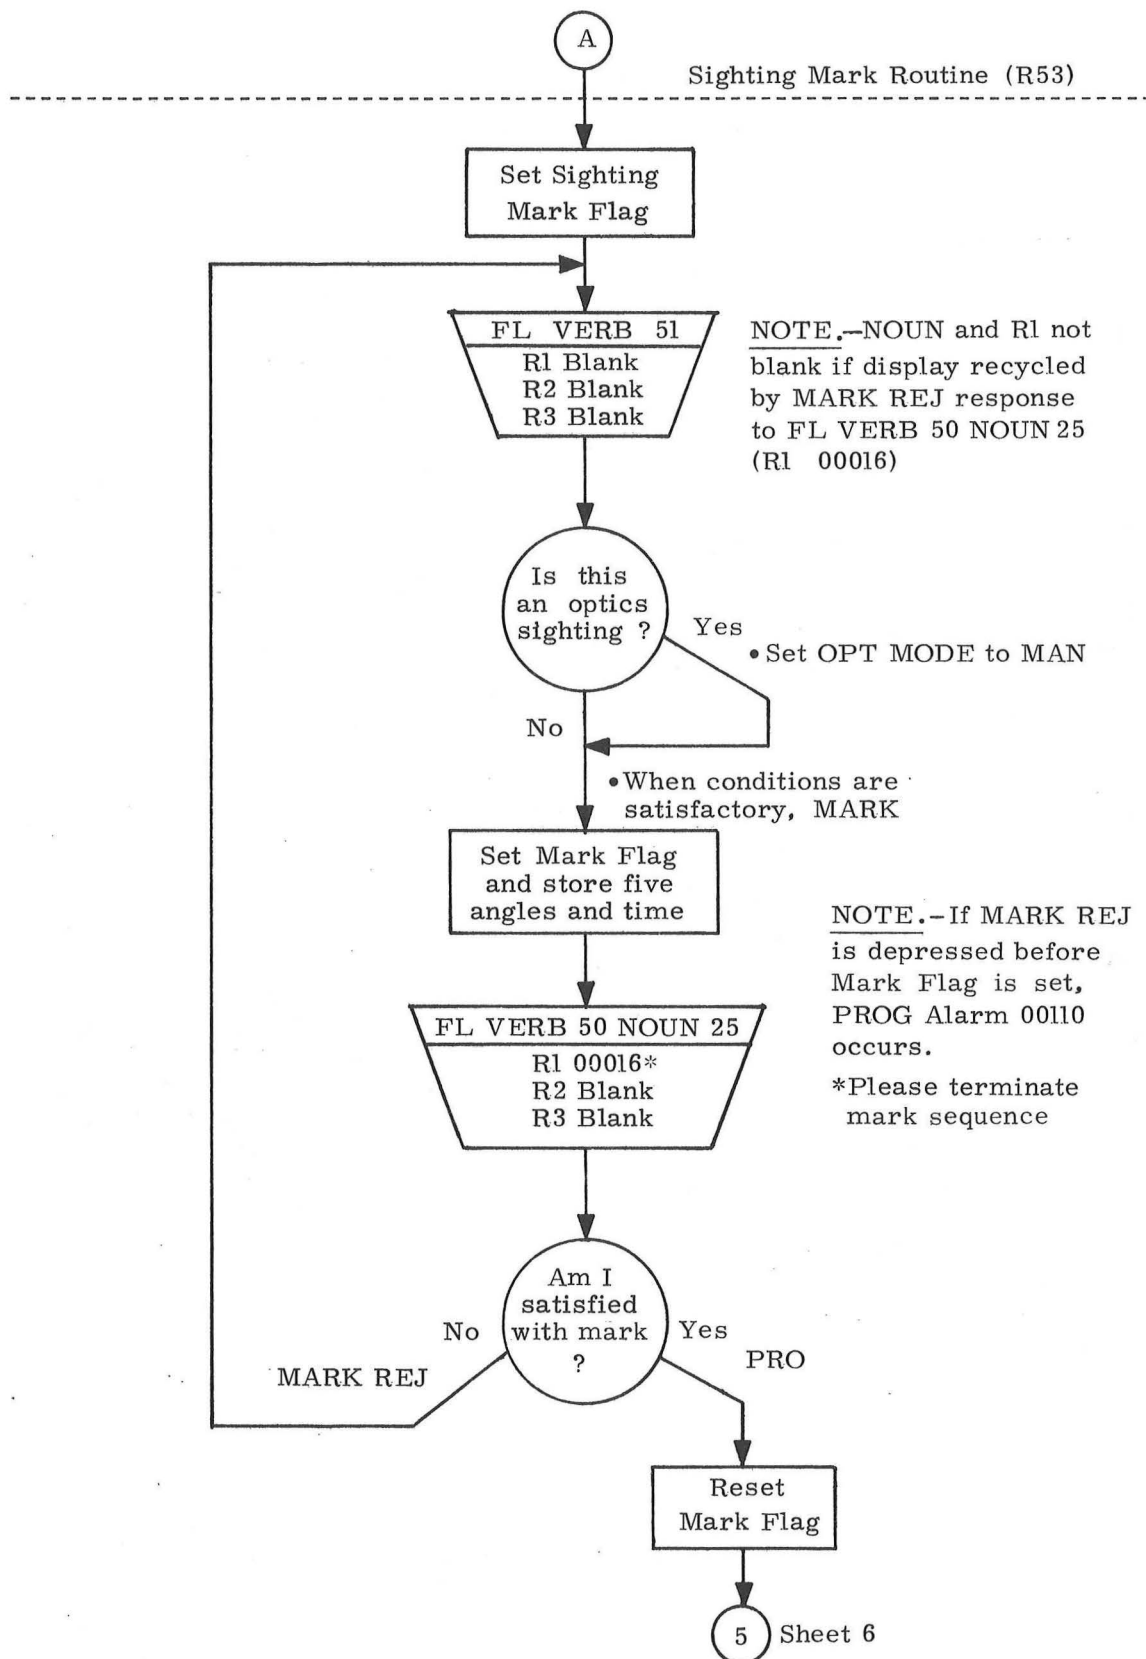 A
Sighting Mark Routine (R53)
Set Sighting
Mark Flag
FL VERB 51
R1 Blank
R2 Blank
R3 Blank
NOTE.—NOUN and R1 not
blank if display recycled
by MARK REJ response
to FL VERB 50 NOUN 25
(R1 00016)
Is this
an optics
sighting ?
Yes
• Set OPT MODE to MAN
No
• When conditions are
satisfactory, MARK
Set Mark Flag
and store five
angles and time
NOTE.-If MARK REJ
is depressed before
Mark Flag is set,
PROG Alarm 00110
occurs.
*Please terminate
mark sequence
FL VERB 50 NOUN 25
R1 00016*
R2 Blank
R3 Blank
Am I
satisfied
with mark
?
No
Yes
MARK REJ
PRO
Reset
Mark Flag
5 Sheet 6